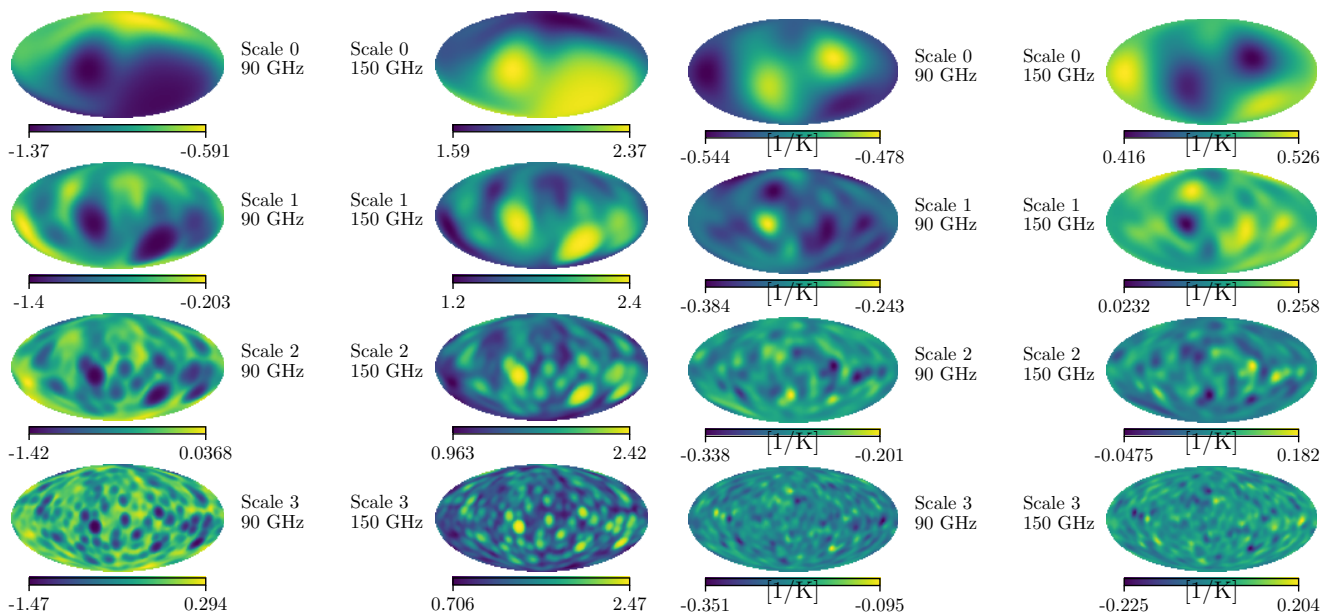 Scale 0
90 GHz
-1.37 -0.591
Scale 0
150 GHz
1.59 2.37
Scale 0
90 GHz
-0.544 [1/K] -0.478
Scale 0
150 GHz
0.416 [1/K] 0.526
Scale 1
90 GHz
-1.4 -0.203
Scale 1
150 GHz
1.2 2.4
Scale 1
90 GHz
-0.384 [1/K] -0.243
Scale 1
150 GHz
0.0232 [1/K] 0.258
Scale 2
90 GHz
-1.42 0.0368
Scale 2
150 GHz
0.963 2.42
Scale 2
90 GHz
-0.338 [1/K] -0.201
Scale 2
150 GHz
-0.0475 [1/K] 0.182
Scale 3
90 GHz
-1.47 0.294
Scale 3
150 GHz
0.706 2.47
Scale 3
90 GHz
-0.351 [1/K] -0.095
Scale 3
150 GHz
-0.225 [1/K] 0.204